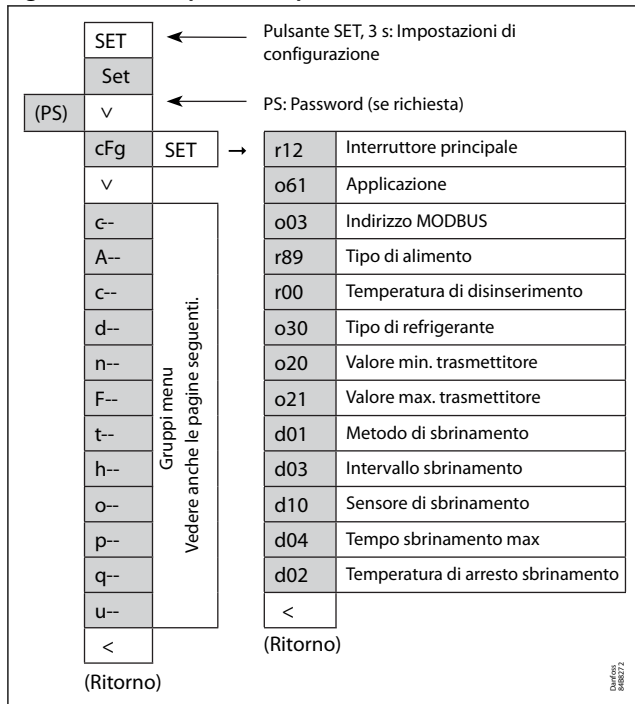 SET
Pulsante SET, 3 s: Impostazioni di
configurazione
Set
(PS)
˅
PS: Password (se richiesta)
cFg
SET
→
r12
Interruttore principale
˅
o61
Applicazione
c--
o03
Indirizzo MODBUS
A--
r89
Tipo di alimento
c--
r00
Temperatura di disinserimento
d--
o30
Tipo di refrigerante
n--
o20
Valore min. trasmettitore
F--
o21
Valore max. trasmettitore
t--
d01
Metodo di sbrinamento
h--
d03
Intervallo sbrinamento
o--
d10
Sensore di sbrinamento
p--
d04
Tempo sbrinamento max
q--
d02
Temperatura di arresto sbrinamento
u--
<
<
(Ritorno)
(Ritorno)
Gruppi menu
Vedere anche le pagine seguenti.
Danfoss
84B8272